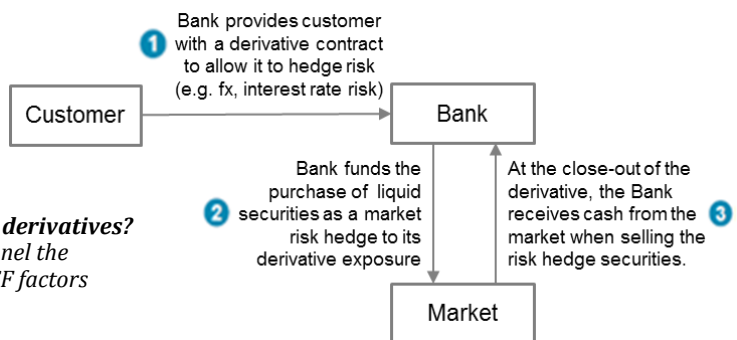 Bank provides customer
1 with a derivative contract
to allow it to hedge risk
(e.g. fx, interest rate risk)
Customer
Bank
Bank funds the
purchase of liquid
2 securities as a market
risk hedge to its
derivative exposure
At the close-out of the
derivative, the Bank
receives cash from the 3
market when selling the
risk hedge securities.
derivatives?
nel the
F factors
Market